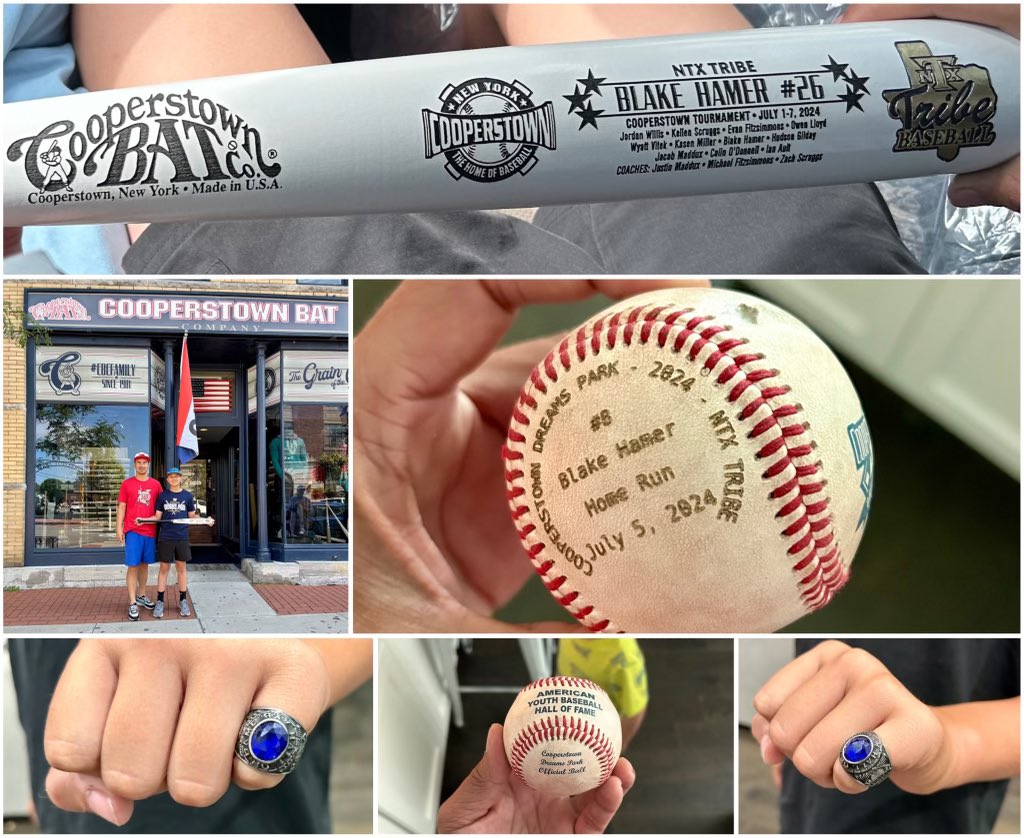 Cooperstown
BAT Co.®
Cooperstown, New York • Made in U.S.A.
NEW YORK
COOPERSTOWN
THE HOME OF BASEBALL
NTX TRIBE
BLAKE HAMER #26
COOPERSTOWN TOURNAMENT • JULY 1-7, 2024
Jordan Willis • Kellen Scruggs • Evan Fitzsimmons • Owen Lloyd
Wyatt Vitek • Kasen Miller • Blake Hamer • Hudson Gilday
Jacob Maddux • Colin O'Donnell • Ian Ault
COACHES: Justin Maddux • Michael Fitzsimmons • Zach Scruggs
NTX
Tribe
BASEBALL
COOPERSTOWN BAT
COMPANY
#CBCFAMILY
SINCE 1981
The Grain
COOPERSTOWN DREAMS PARK - 2024 - NTX TRIBE
#8
Blake Hamer
Home Run
July 5, 2024
AMERICAN
YOUTH BASEBALL
HALL OF FAME
Cooperstown
Dreams Park
Official Ball